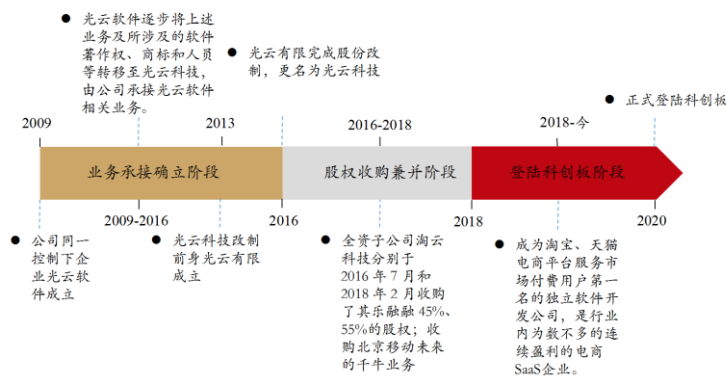 ● 光云软件逐步将上述
业务及所涉及的软件
著作权、商标和人员
等转移至光云科技，
由公司承接光云软件
相关业务。
● 光云有限完成股份改
制，更名为光云科技
● 正式登陆科创板
2009
2013
2016-2018
2018-今
业务承接确立阶段
股权收购兼并阶段
登陆科创板阶段
2009-2016
2016
2018
2020
● 公司同一
控制下企
业光云软
件成立
● 光云科技改制
前身光云有限
成立
● 全资子公司淘云
科技分别于
2016 年 7 月和
2018 年 2 月收购
了其乐融融 45%、
55%的股权；收
购北京移动未来
的千牛业务
● 成为淘宝、天猫
电商平台服务市
场付费用户第一
名的独立软件开
发公司，是行业
内为数不多的连
续盈利的电商
SaaS企业。